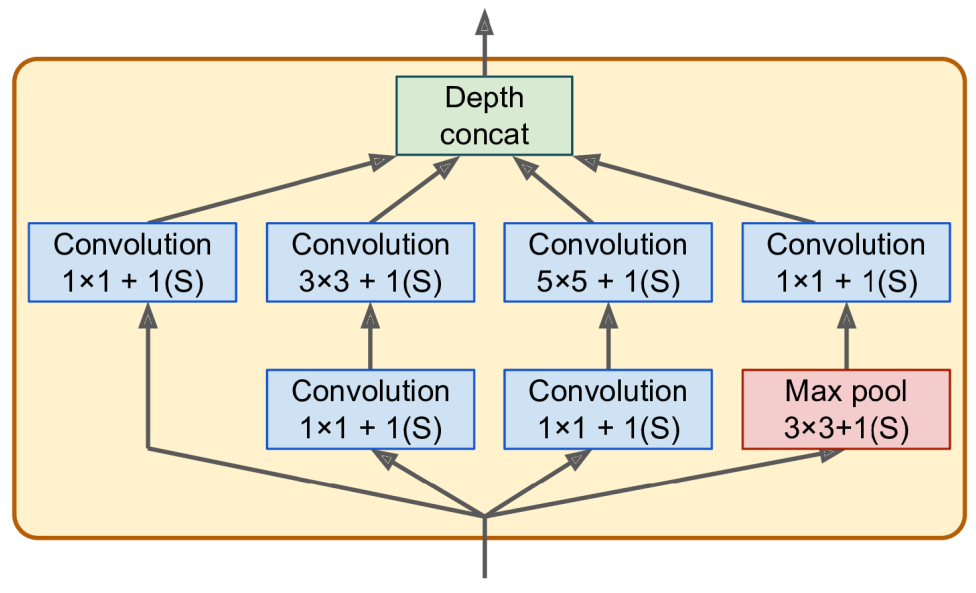 Depth
concat
Convolution
1×1 + 1(S)
Convolution
3×3 + 1(S)
Convolution
5×5 + 1(S)
Convolution
1×1 + 1(S)
Convolution
1×1 + 1(S)
Convolution
1×1 + 1(S)
Max pool
3×3+1(S)